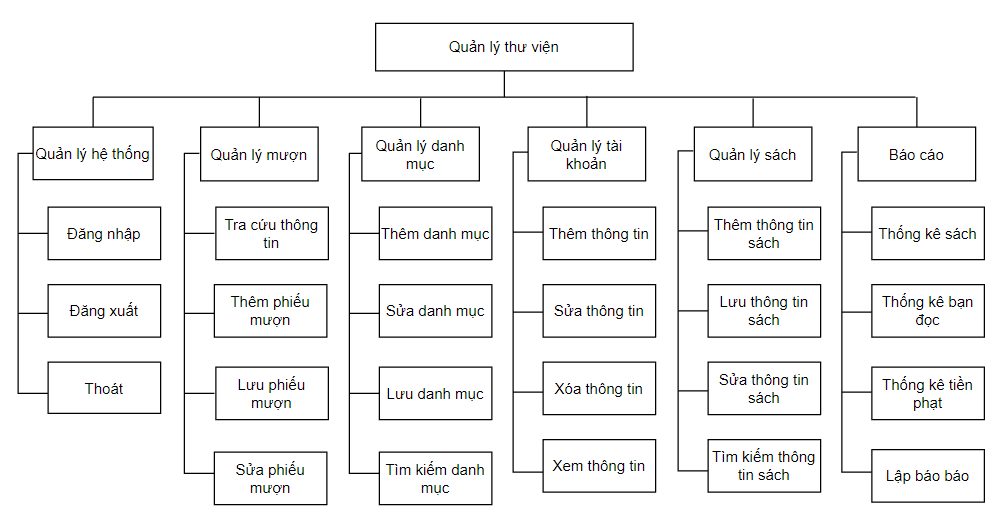 Quản lý thư viện
Quản lý hệ thống
Đăng nhập
Đăng xuất
Thoát
Quản lý mượn
Tra cứu thông
tin
Thêm phiếu
mượn
Lưu phiếu
mượn
Sửa phiếu
mượn
Quản lý danh
mục
Thêm danh mục
Sửa danh mục
Lưu danh mục
Tìm kiếm danh
mục
Quản lý tài
khoản
Thêm thông tin
Sửa thông tin
Xóa thông tin
Xem thông tin
Quản lý sách
Thêm thông tin
sách
Lưu thông tin
sách
Sửa thông tin
sách
Tìm kiếm thông
tin sách
Báo cáo
Thống kê sách
Thống kê bạn
đọc
Thống kê tiền
phạt
Lập báo báo